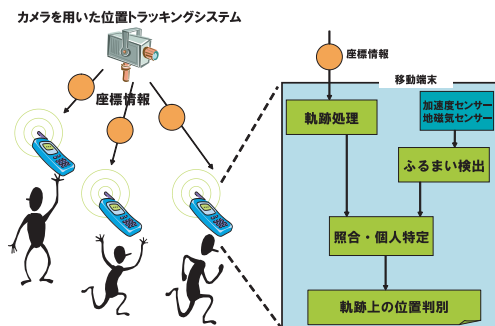 カメラを用いた位置トラッキングシステム
座標情報
座標情報
移動端末
軌跡処理
加速度センサー
地磁気センサー
ふるまい検出
照合・個人特定
軌跡上の位置判別